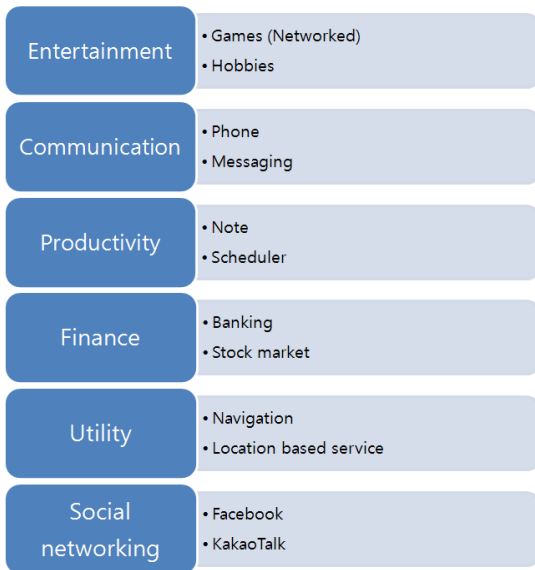 Entertainment
• Games (Networked)
• Hobbies
Communication
• Phone
• Messaging
Productivity
• Note
• Scheduler
Finance
• Banking
• Stock market
Utility
• Navigation
• Location based service
Social
networking
• Facebook
• KakaoTalk